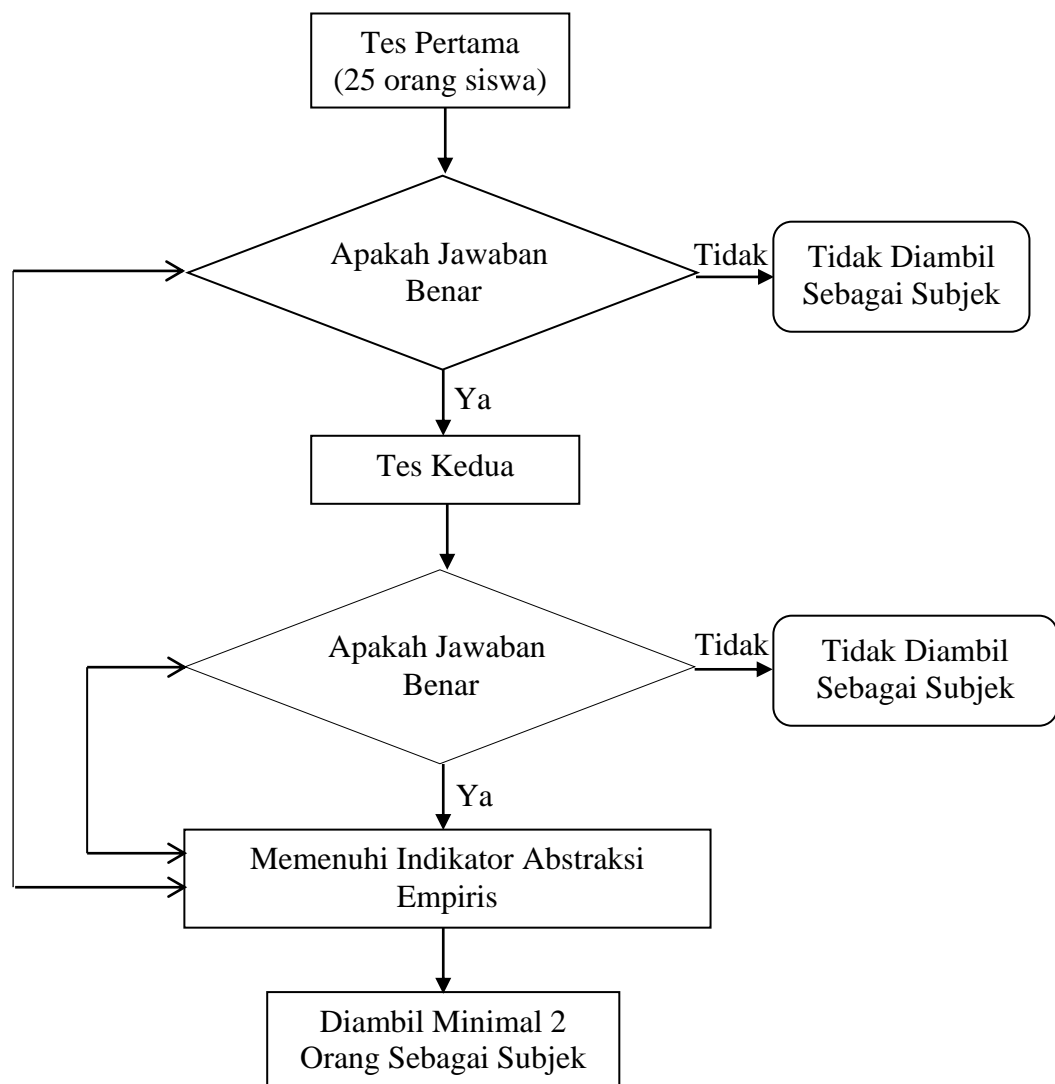 Tes Pertama
(25 orang siswa)
Apakah Jawaban
Benar
Tidak
Tidak Diambil
Sebagai Subjek
Ya
Tes Kedua
Apakah Jawaban
Benar
Tidak
Tidak Diambil
Sebagai Subjek
Ya
Memenuhi Indikator Abstraksi
Empiris
Diambil Minimal 2
Orang Sebagai Subjek